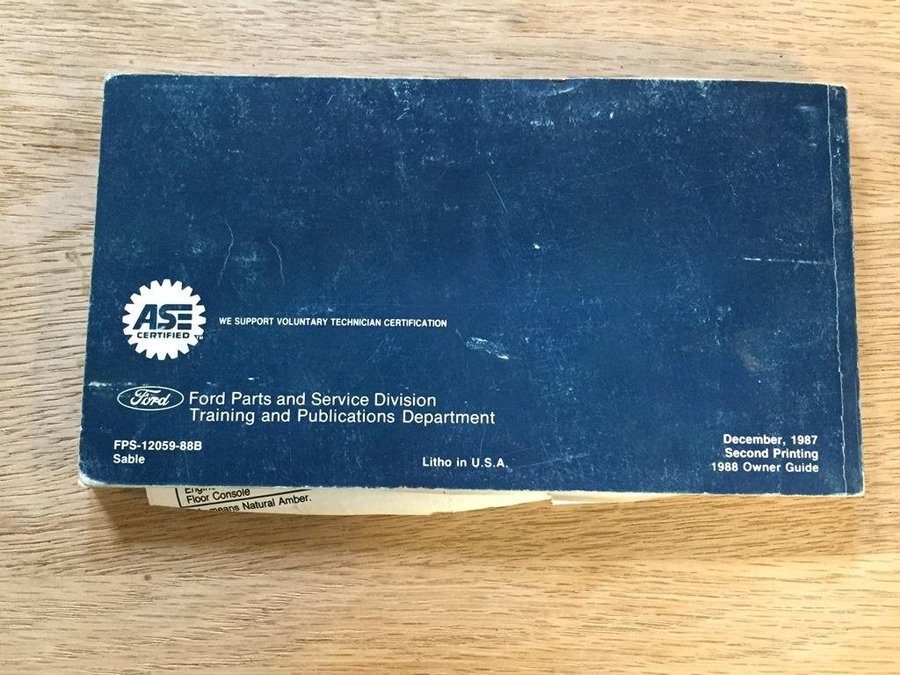 ASE
CERTIFIED
WE SUPPORT VOLUNTARY TECHNICIAN CERTIFICATION
Ford
Ford Parts and Service Division
Training and Publications Department
FPS-12059-88B
Sable
Litho in U.S.A.
December, 1987
Second Printing
1988 Owner Guide
Floor Console
means Natural Amber.